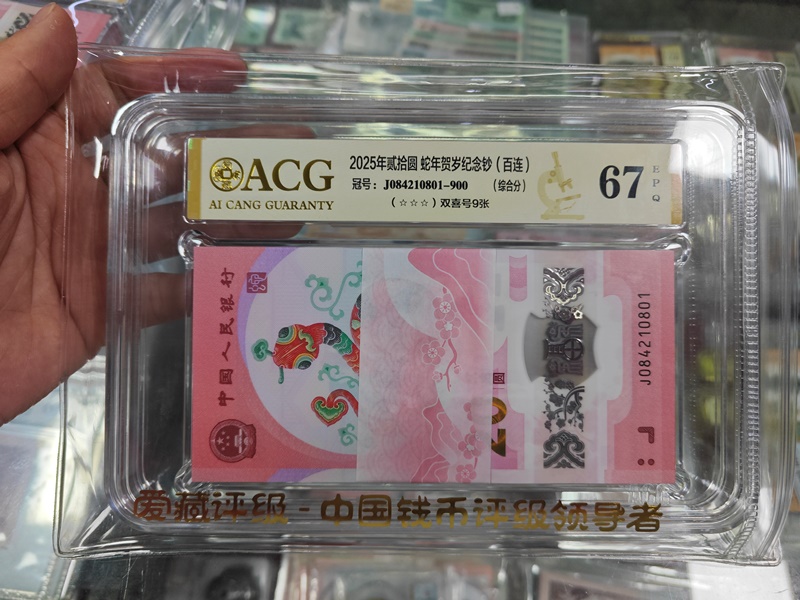 ACG
AI CANG GUARANTY
2025年贰拾圆 蛇年贺岁纪念钞（百连）
冠号：J084210801-900 （综合分）
（☆☆☆）双喜号9张
67
EPQ
中国人民银行
20
圆
J084210801
爱藏评级-中国钱币评级领导者